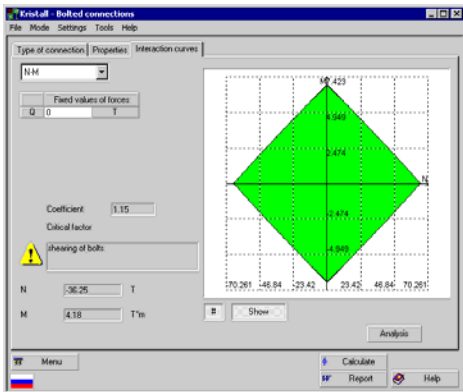 Kristall - Bolted connections
File Mode Settings Tools Help
Type of connection Properties Interaction curves
N-M
Fixed values of forces
Q 0 T
Coefficient 1.15
Critical factor
shearing of bolts
N -36.25 T
M 4.18 T*m
M7.423
4.949
2.474
N
-2.474
-4.949
-70.261 -46.84 -23.42 23.42 46.84 70.261
# Show
Analysis
Menu
Calculate
Report
Help